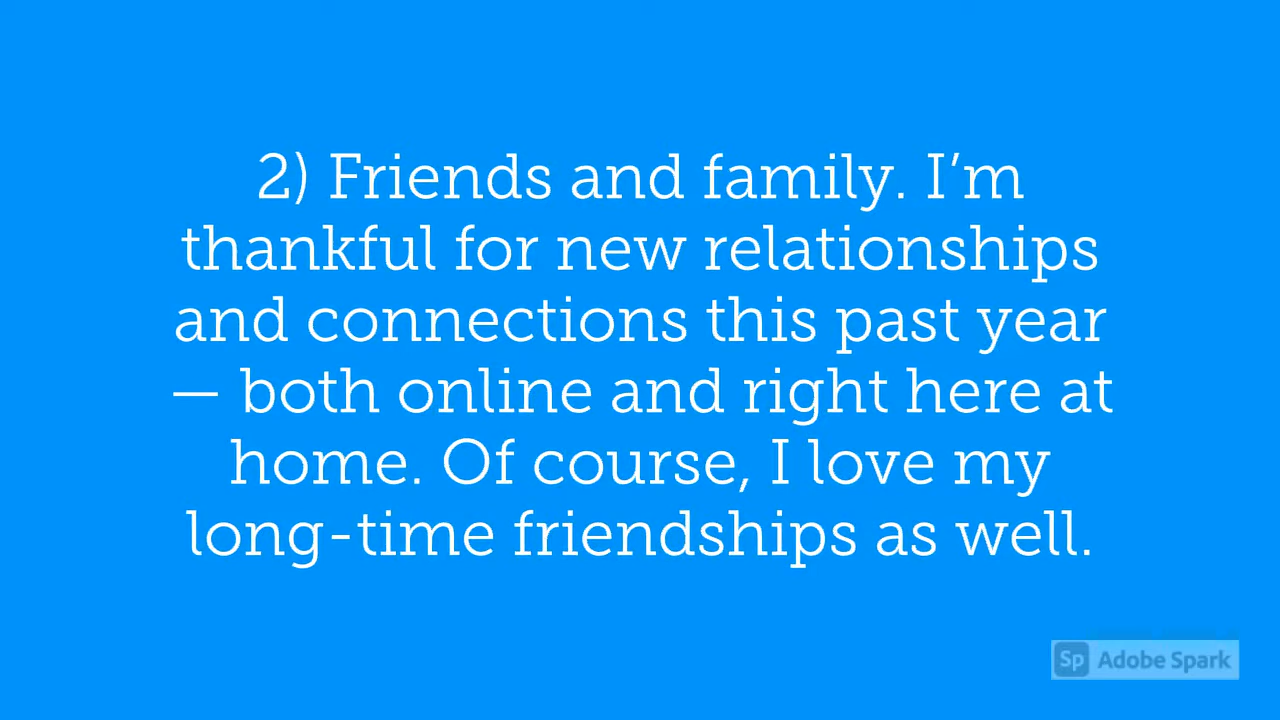 2) Friends and family. I’m
thankful for new relationships
and connections this past year
— both online and right here at
home. Of course, I love my
long-time friendships as well.
Sp Adobe Spark